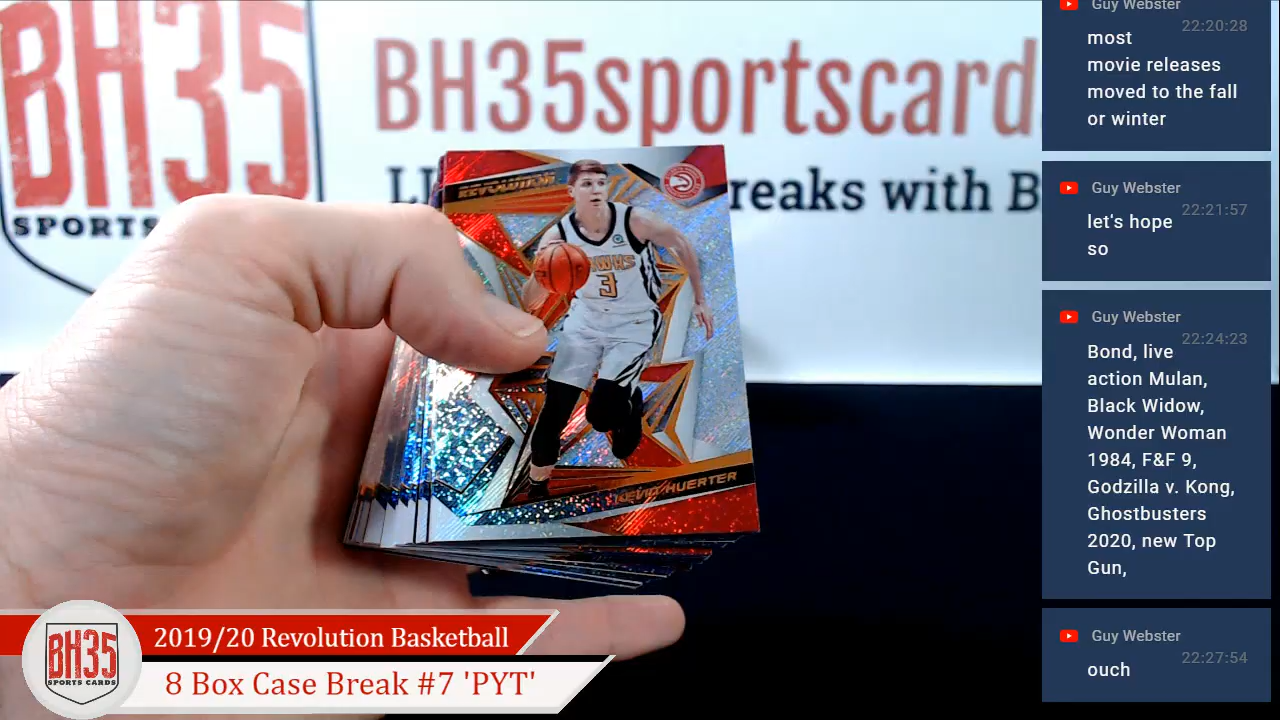 BH35
SPORTS
BH35sportscard
reaks with B
REVOLUTION
HAWKS
3
KEVIN HUERTER
Guy Webster
22:20:28
most
movie releases
moved to the fall
or winter
Guy Webster
22:21:57
let's hope
so
Guy Webster
22:24:23
Bond, live
action Mulan,
Black Widow,
Wonder Woman
1984, F&F 9,
Godzilla v. Kong,
Ghostbusters
2020, new Top
Gun,
Guy Webster
22:27:54
ouch
BH35
SPORTS CARDS
2019/20 Revolution Basketball
8 Box Case Break #7 'PYT'